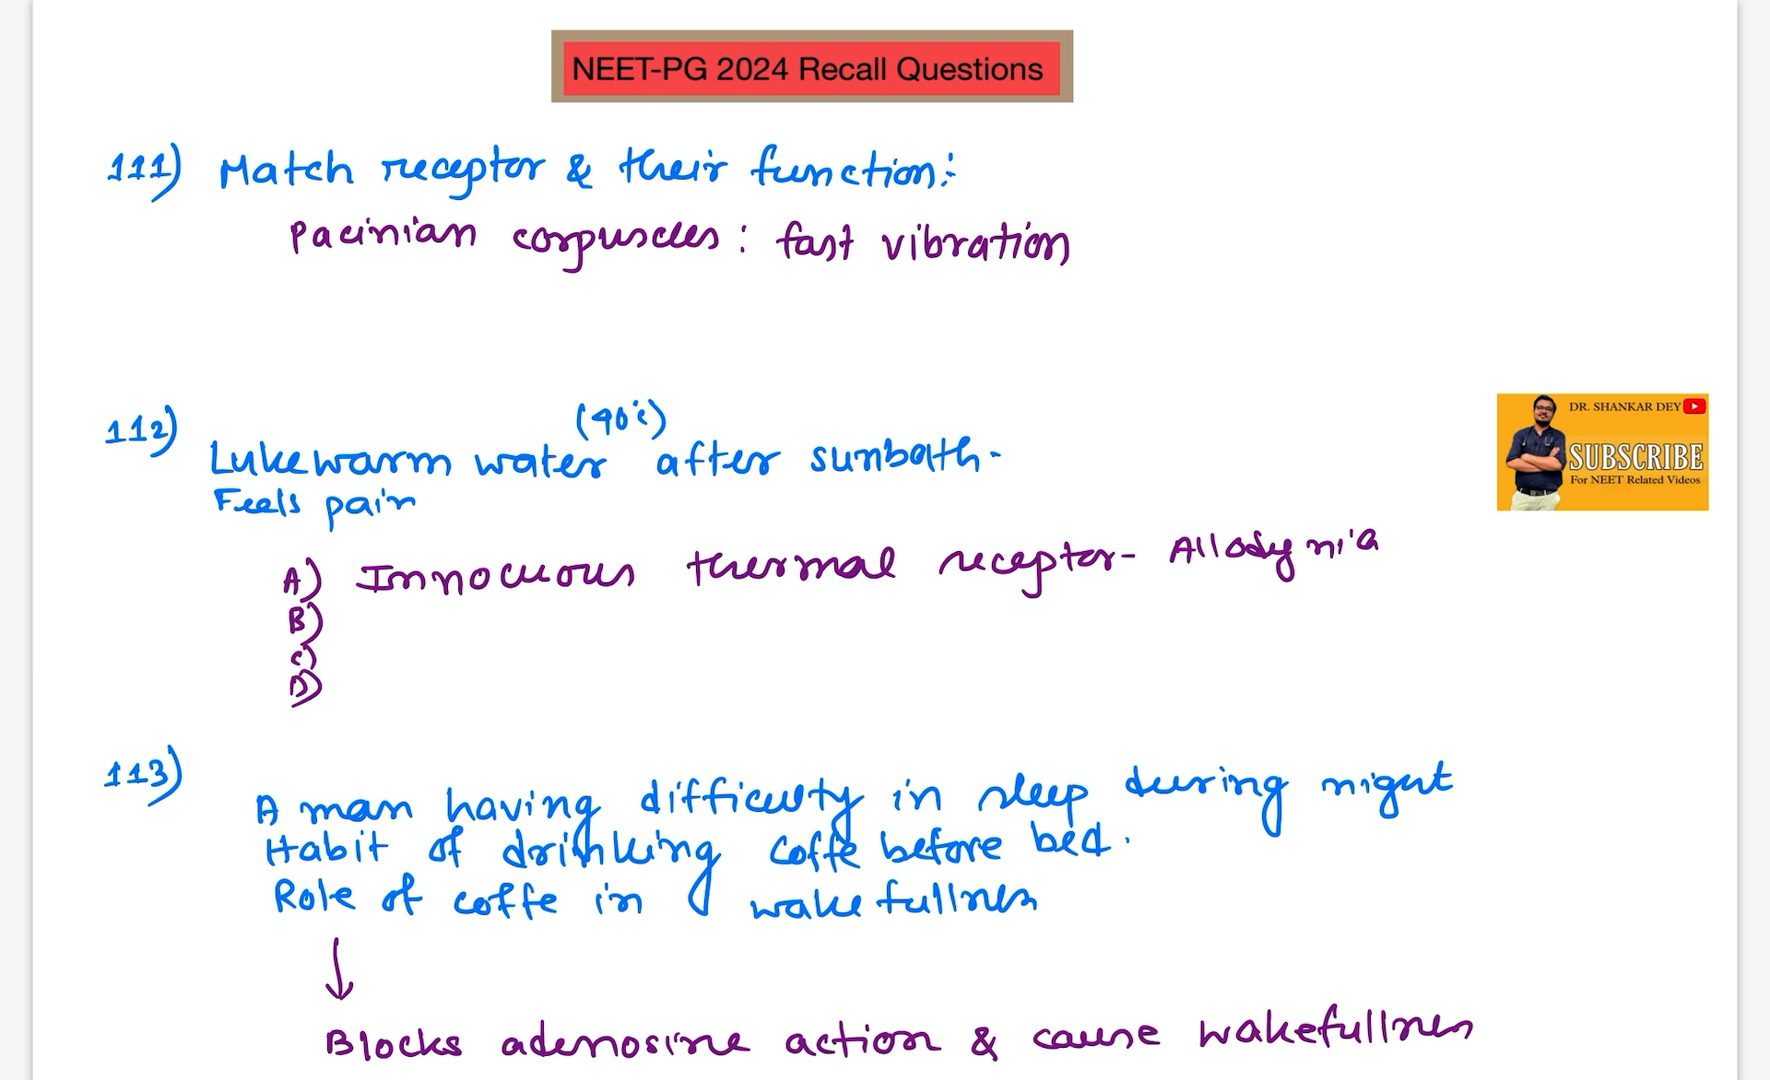 NEET-PG 2024 Recall Questions
111) Match receptor & their function:-
Pacinian corpuscles : fast vibration
112) (40°c)
Lukewarm water after sunbath-
Feels pain
DR. SHANKAR DEY
SUBSCRIBE
For NEET Related Videos
A) Innocuous thermal receptor- Allodynia
B)
C)
D)
113)
A man having difficulty in sleep during night
Habit of drinking coffe before bed.
Role of coffe in wakefullness
Blocks adenosine action & cause wakefullness